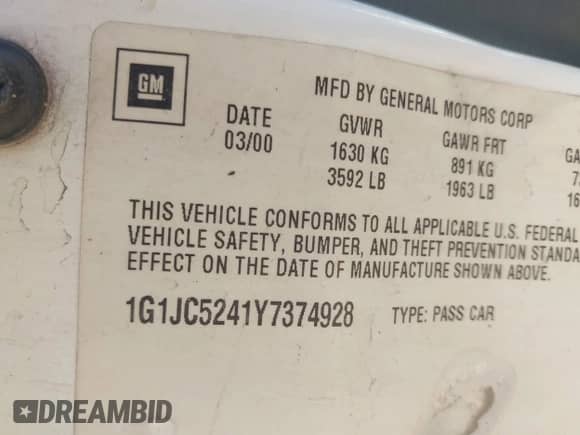 GM
MFD BY GENERAL MOTORS CORP
DATE GVWR GAWR FRT
03/00 1630 KG 891 KG
3592 LB 1963 LB
THIS VEHICLE CONFORMS TO ALL APPLICABLE U.S. FEDERAL
VEHICLE SAFETY, BUMPER, AND THEFT PREVENTION
EFFECT ON THE DATE OF MANUFACTURE SHOWN ABOVE.
1G1JC5241Y7374928 TYPE: PASS CAR
DREAMBID